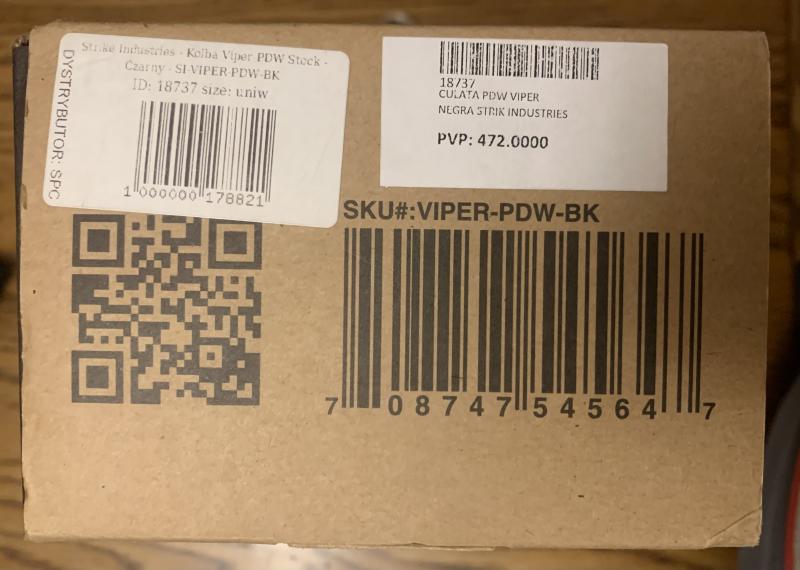 Strike Industries - Kolba Viper PDW Stock -
Czarny - SI-VIPER-PDW-BK
ID: 18737 size: uniw
1 000000 178821
DYSTRYBUTOR: SPC
18737
CULATA PDW VIPER
NEGRA STRIK INDUSTRIES
PVP: 472.0000
SKU#:VIPER-PDW-BK
7 08747 54564 7